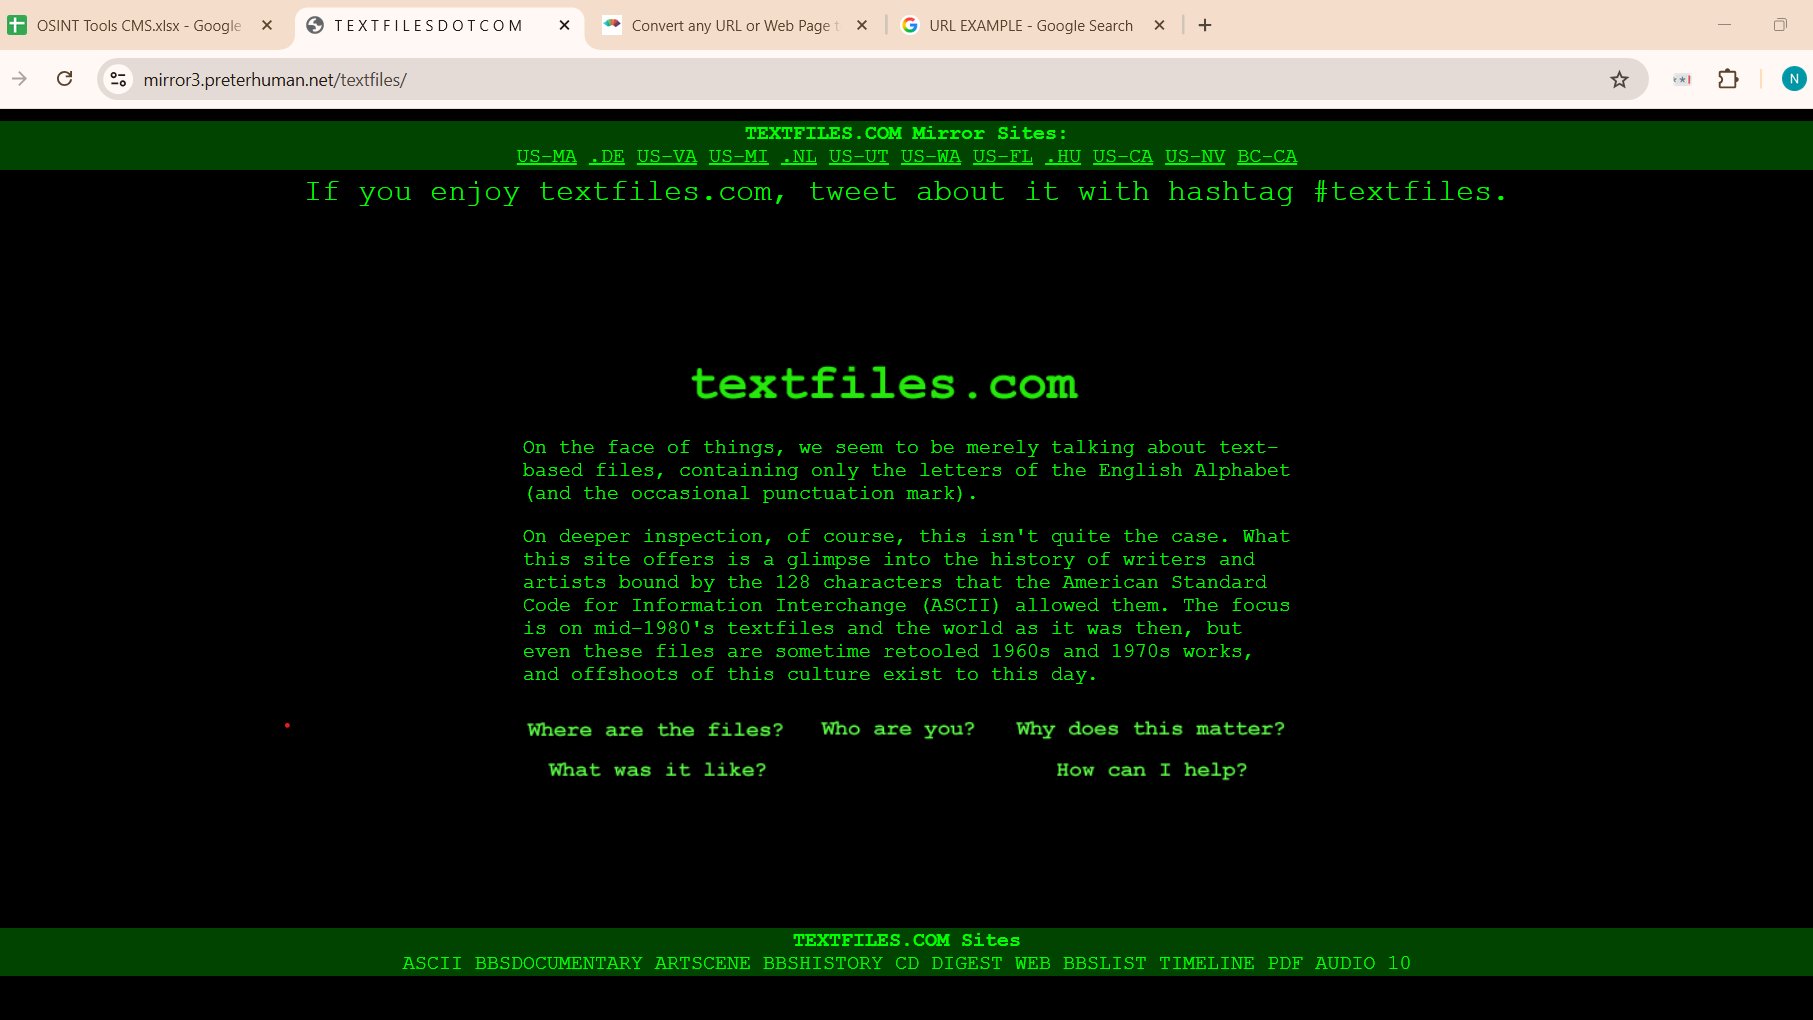 OSINT Tools CMS.xlsx - Google
T E X T F I L E S D O T C O M
Convert any URL or Web Page t
URL EXAMPLE - Google Search
mirror3.preterhuman.net/textfiles/
N
TEXTFILES.COM Mirror Sites:
US-MA .DE US-VA US-MI .NL US-UT US-WA US-FL .HU US-CA US-NV BC-CA
If you enjoy textfiles.com, tweet about it with hashtag #textfiles.
textfiles.com
On the face of things, we seem to be merely talking about text-
based files, containing only the letters of the English Alphabet
(and the occasional punctuation mark).
On deeper inspection, of course, this isn't quite the case. What
this site offers is a glimpse into the history of writers and
artists bound by the 128 characters that the American Standard
Code for Information Interchange (ASCII) allowed them. The focus
is on mid-1980's textfiles and the world as it was then, but
even these files are sometime retooled 1960s and 1970s works,
and offshoots of this culture exist to this day.
Where are the files? Who are you? Why does this matter?
What was it like? How can I help?
TEXTFILES.COM Sites
ASCII BBSDOCUMENTARY ARTSCENE BBSHISTORY CD DIGEST WEB BBSLIST TIMELINE PDF AUDIO 10